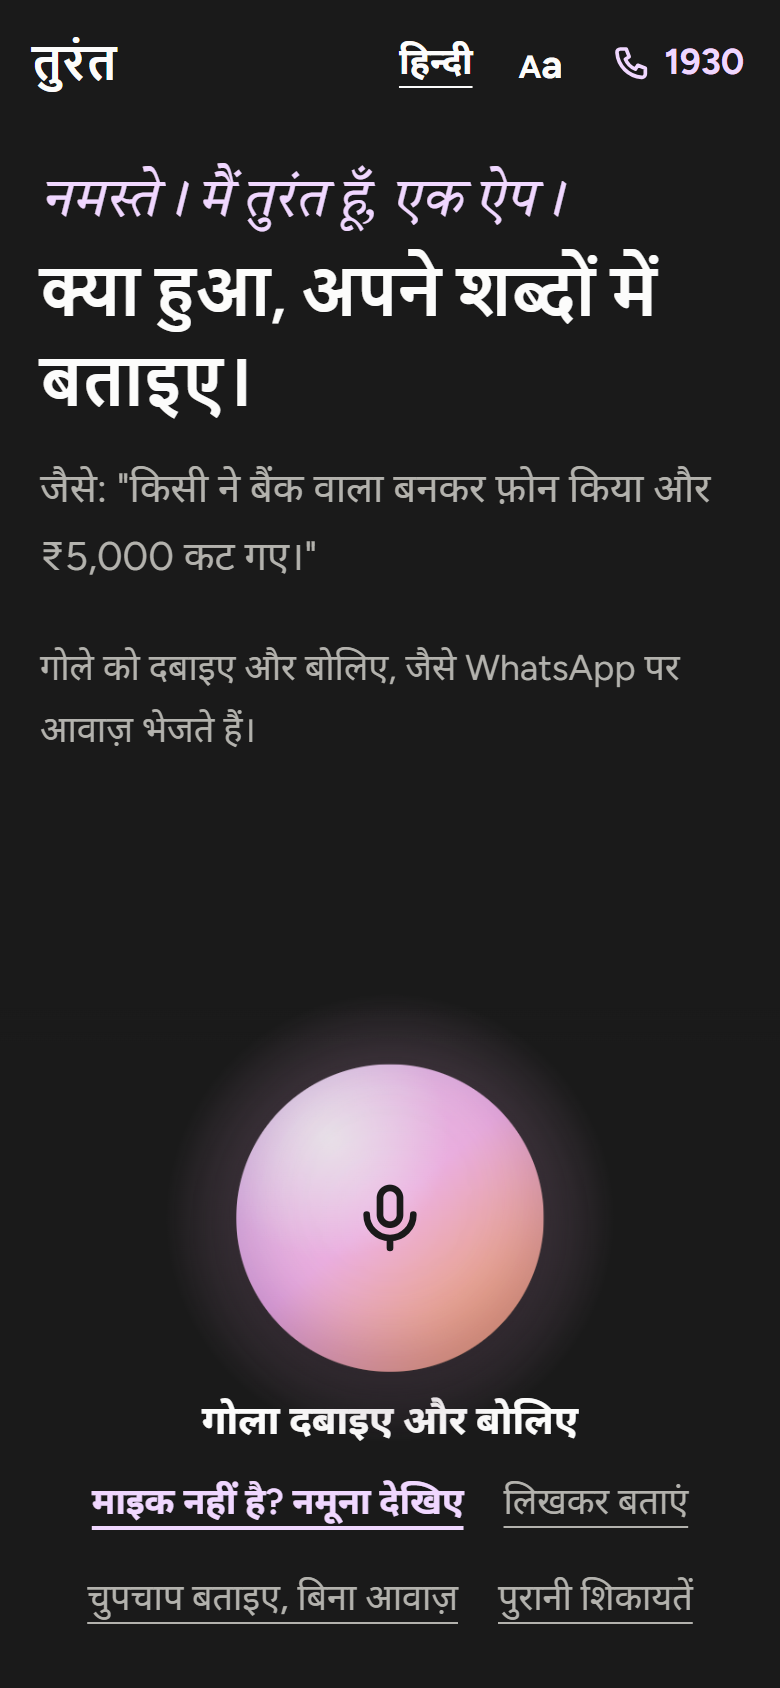 तुरंत हिन्दी Aa 1930
नमस्ते। मैं तुरंत हूँ, एक ऐप।
क्या हुआ, अपने शब्दों में
बताइए।
जैसे: "किसी ने बैंक वाला बनकर फ़ोन किया और
₹5,000 कट गए।"
गोले को दबाइए और बोलिए, जैसे WhatsApp पर
आवाज़ भेजते हैं।
गोला दबाइए और बोलिए
माइक नहीं है? नमूना देखिए लिखकर बताएं
चुपचाप बताइए, बिना आवाज़ पुरानी शिकायतें